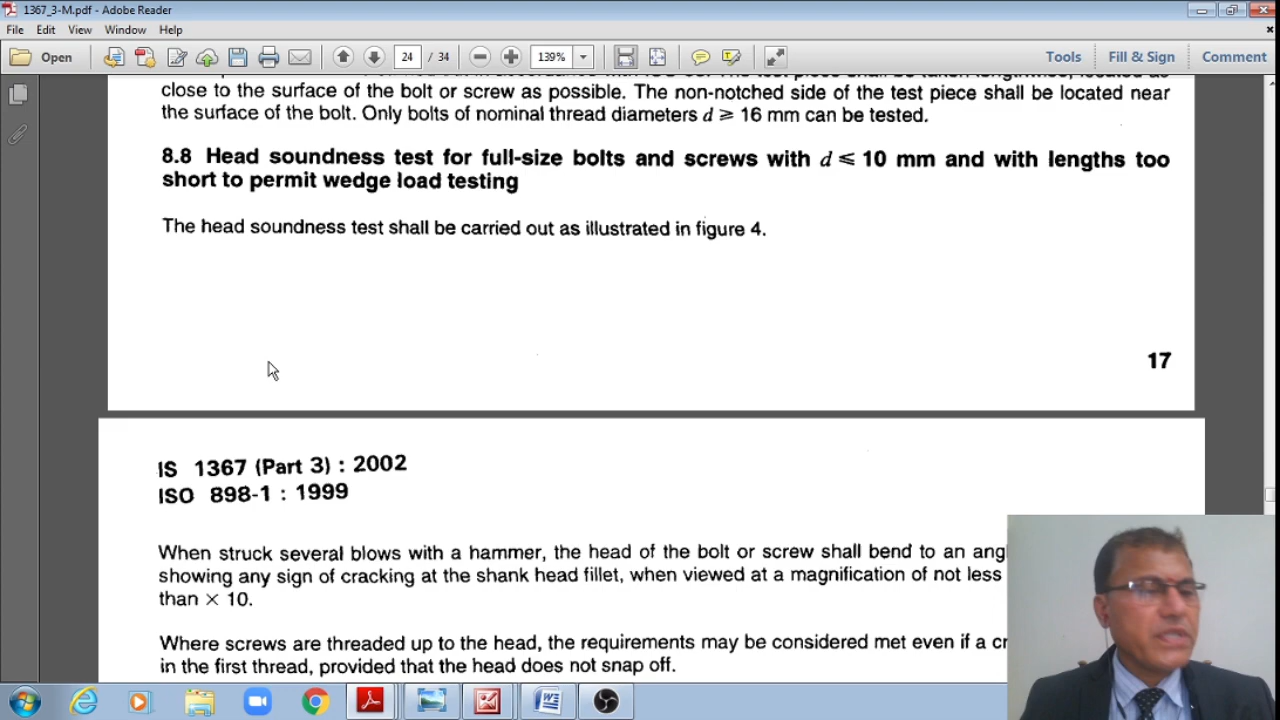 1367_3-M.pdf - Adobe Reader
File Edit View Window Help
Open 24 / 34 139% Tools Fill & Sign Comment
close to the surface of the bolt or screw as possible. The non-notched side of the test piece shall be located near
the surface of the bolt. Only bolts of nominal thread diameters d ≥ 16 mm can be tested.
8.8 Head soundness test for full-size bolts and screws with d ≤ 10 mm and with lengths too
short to permit wedge load testing
The head soundness test shall be carried out as illustrated in figure 4.
17
IS 1367 (Part 3) : 2002
ISO 898-1 : 1999
When struck several blows with a hammer, the head of the bolt or screw shall bend to an
showing any sign of cracking at the shank head fillet, when viewed at a magnification of not less
than × 10.
Where screws are threaded up to the head, the requirements may be considered met even if a
in the first thread, provided that the head does not snap off.